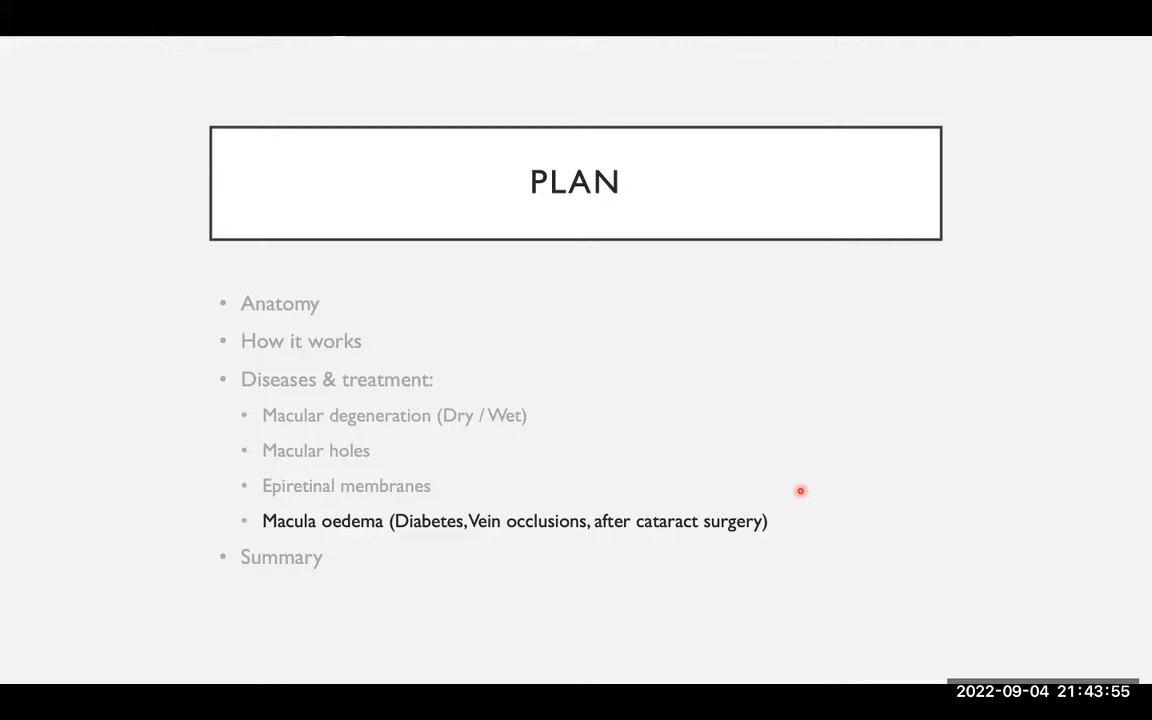 PLAN
• Anatomy
• How it works
• Diseases & treatment:
• Macular degeneration (Dry / Wet)
• Macular holes
• Epiretinal membranes
• Macula oedema (Diabetes, Vein occlusions, after cataract surgery)
• Summary
2022-09-04 21:43:55